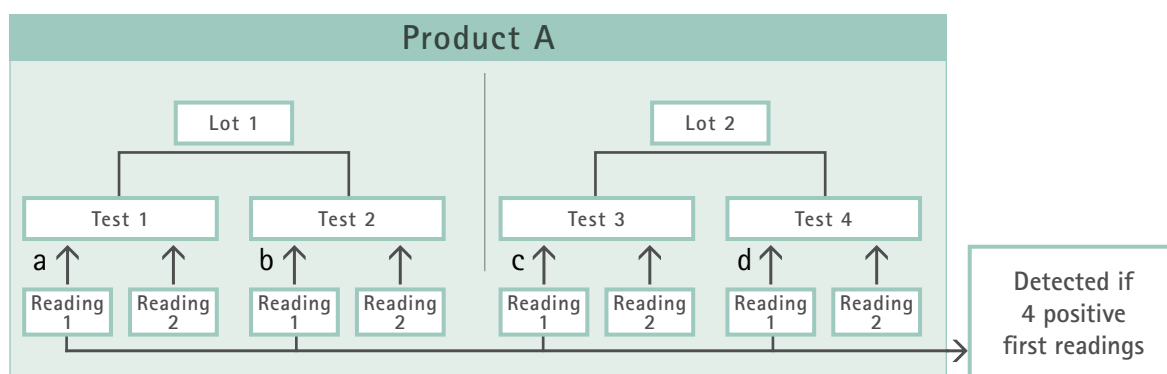 Product A
Lot 1
Lot 2
Test 1
Test 2
Test 3
Test 4
a
b
c
d
Reading
1
Reading
2
Reading
1
Reading
2
Reading
1
Reading
2
Reading
1
Reading
2
Detected if
4 positive
first readings